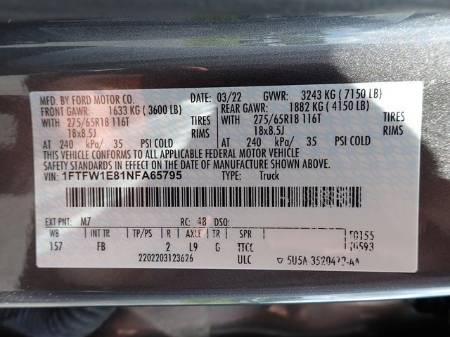 MFD. BY FORD MOTOR CO. 03/22 GVWR: 3243 KG ( 7150 LB)
FRONT GAWR: 1633 KG ( 3600 LB) REAR GAWR: 1882 KG ( 4150 LB)
275/65R18 116T TIRES 275/65R18 116T TIRES
18x8.5J RIMS 18x8.5J RIMS
AT 240 kPa/ 35 PSI COLD AT 240 kPa/ 35 PSI COLD
THIS VEHICLE CONFORMS TO ALL APPLICABLE FEDERAL MOTOR VEHICLE
SAFETY STANDARDS IN EFFECT ON THE DATE OF MANUFACTURE SHOWN ABOVE.
VIN: 1FTFW1E81NFA65795 TYPE: Truck
EXT PNT: M7 RC: 48 DSO:
WB INT TR TP/PS R AXLE TR SPR
157 FB 2 L9 G
2202203123626 ULC